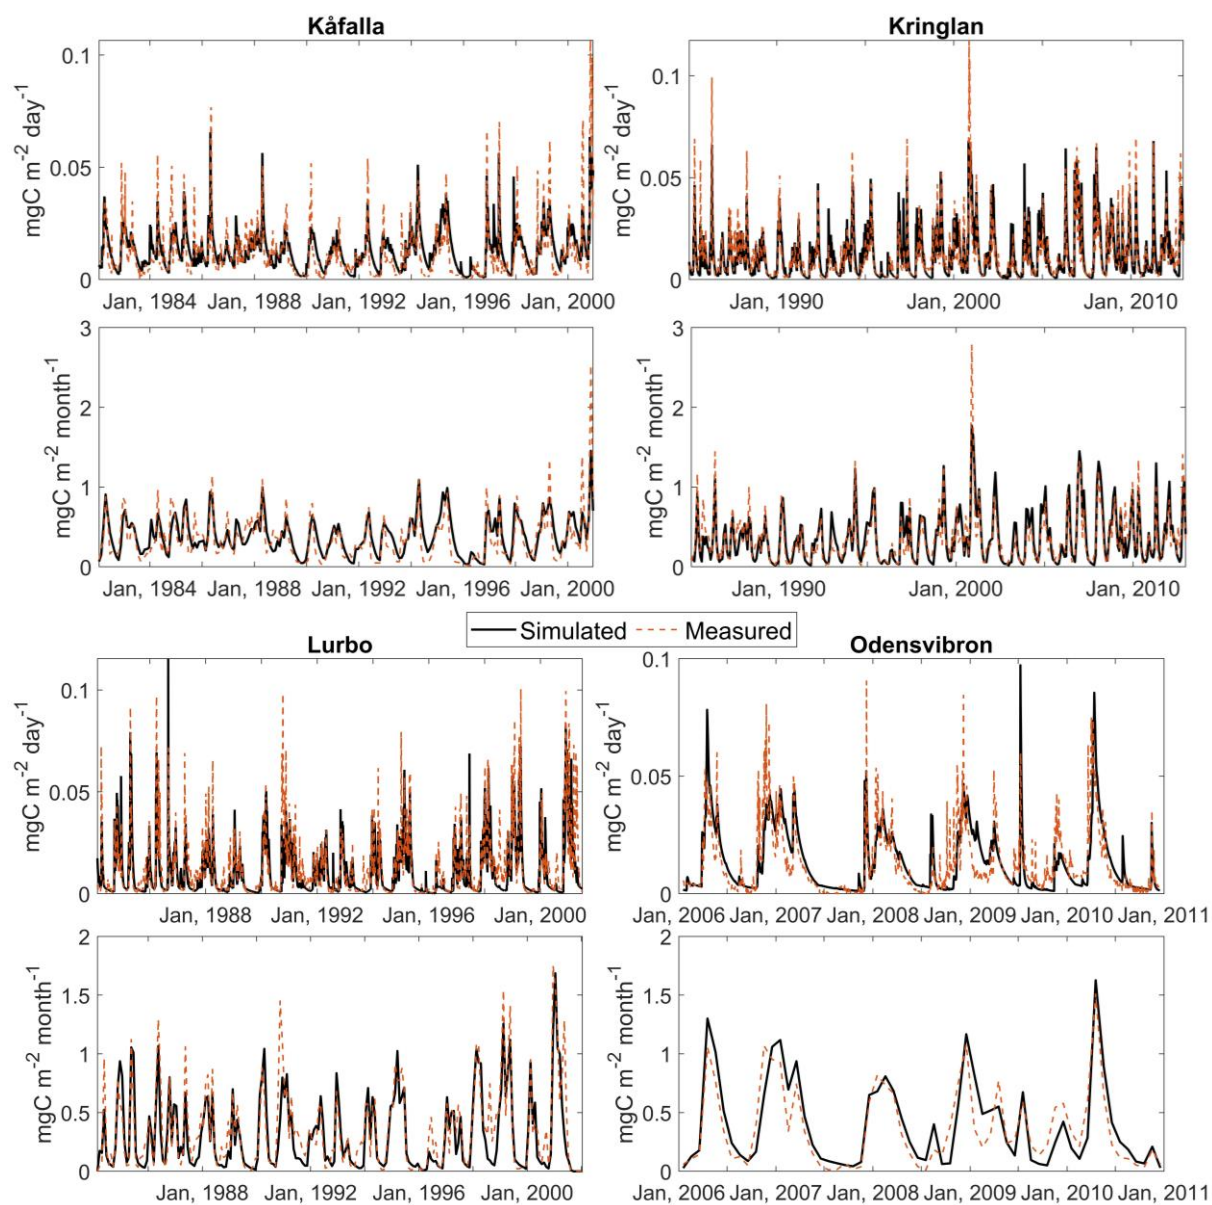 Kåfalla
mgC m⁻² day⁻¹
0.1
0.05
0
Jan, 1984 Jan, 1988 Jan, 1992 Jan, 1996 Jan, 2000
Kringlan
mgC m⁻² day⁻¹
0.1
0.05
0
Jan, 1990 Jan, 2000 Jan, 2010
mgC m⁻² month⁻¹
3
2
1
0
Jan, 1984 Jan, 1988 Jan, 1992 Jan, 1996 Jan, 2000
mgC m⁻² month⁻¹
3
2
1
0
Jan, 1990 Jan, 2000 Jan, 2010
Simulated Measured
Lurbo
mgC m⁻² day⁻¹
0.1
0.05
0
Jan, 1988 Jan, 1992 Jan, 1996 Jan, 2000
Odensvibron
mgC m⁻² day⁻¹
0.1
0.05
0
Jan, 2006 Jan, 2007 Jan, 2008 Jan, 2009 Jan, 2010 Jan, 2011
mgC m⁻² month⁻¹
2
1.5
1
0.5
0
Jan, 1988 Jan, 1992 Jan, 1996 Jan, 2000
mgC m⁻² month⁻¹
2
1.5
1
0.5
0
Jan, 2006 Jan, 2007 Jan, 2008 Jan, 2009 Jan, 2010 Jan, 2011